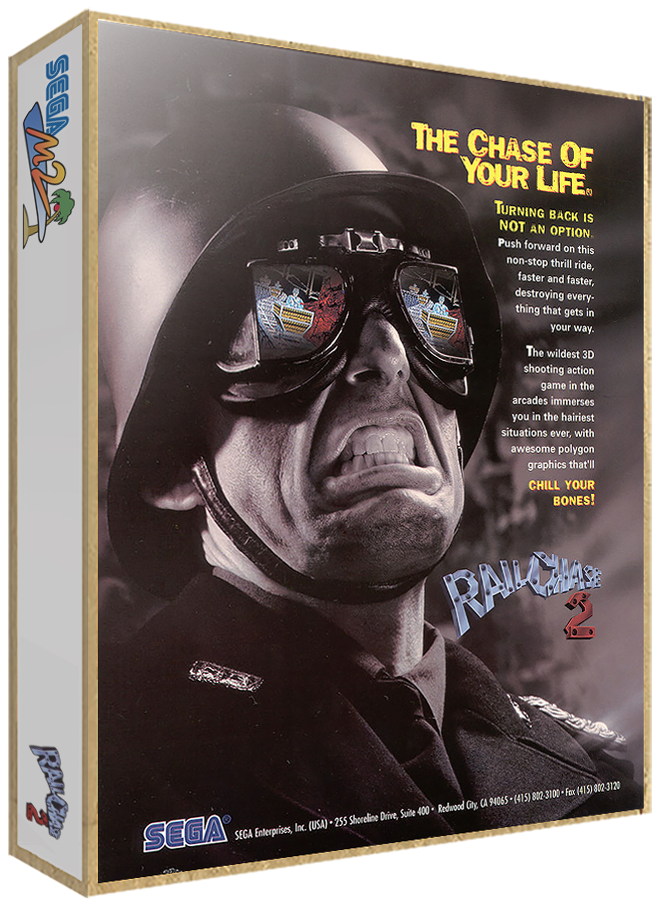 SEGA
M2
THE CHASE OF
YOUR LIFE
TURNING BACK IS
NOT AN OPTION.
Push forward on this
non-stop thrill ride,
faster and faster,
destroying every-
thing that gets in
your way.
The wildest 3D
shooting action
game in the
arcades immerses
you in the hairiest
situations ever, with
awesome polygon
graphics that'll
CHILL YOUR
BONES!
RAIL CHASE
2
RAIL CHASE
2
SEGA® SEGA Enterprises, Inc. (USA) • 255 Shoreline Drive, Suite 400 • Redwood City, CA 94065 • (415) 802-3100 • Fax (415) 802-3120